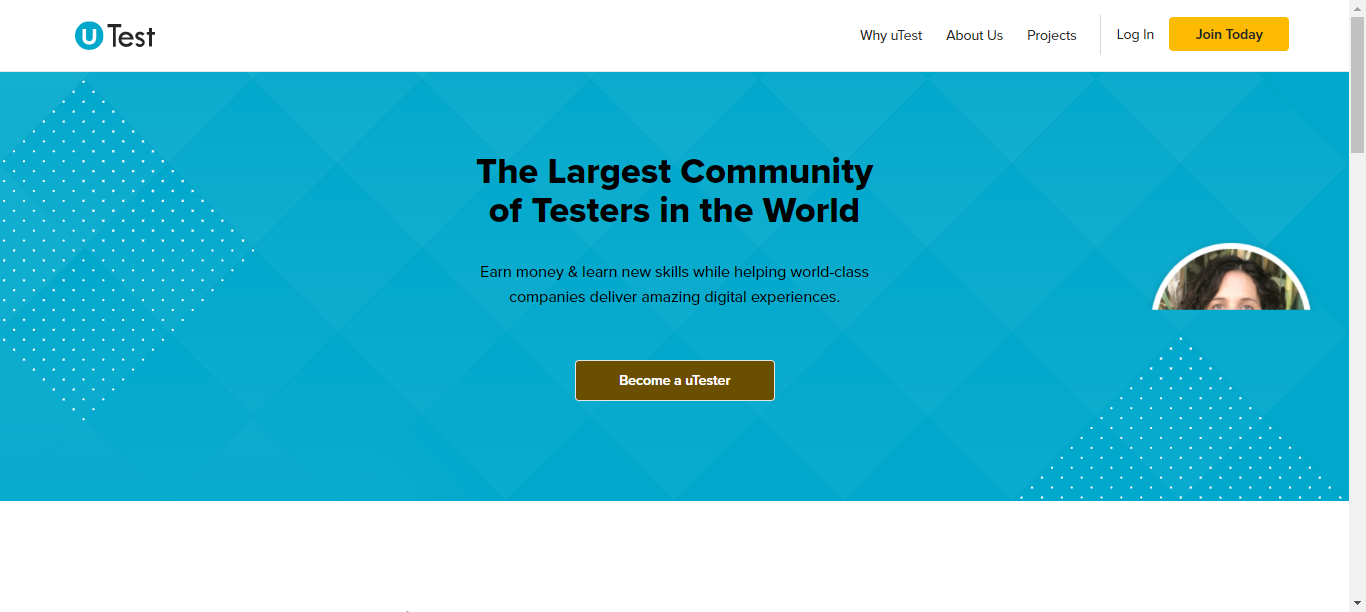 uTest
Why uTest
About Us
Projects
Log In
Join Today
The Largest Community
of Testers in the World
Earn money & learn new skills while helping world-class
companies deliver amazing digital experiences.
Become a uTester